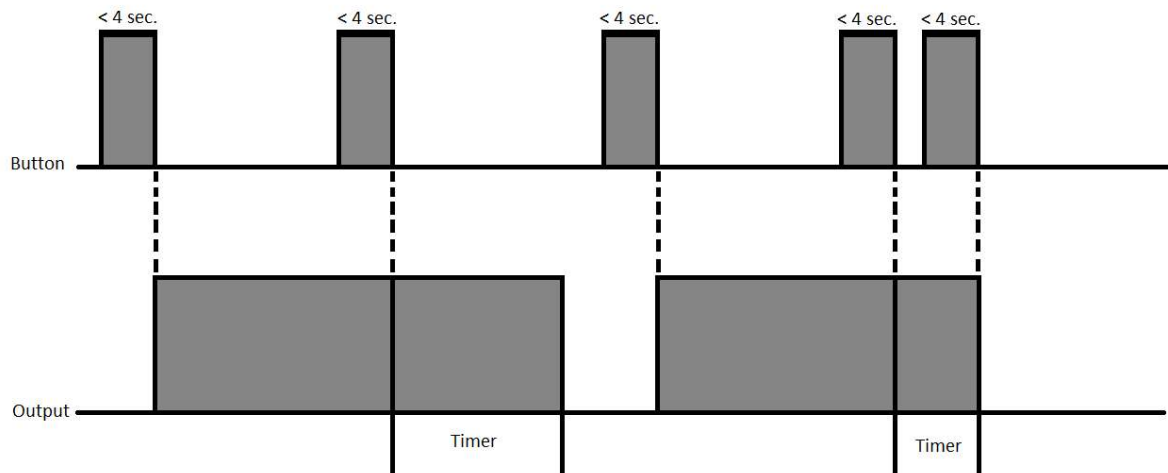 < 4 sec.
< 4 sec.
< 4 sec.
< 4 sec.
< 4 sec.
Button
Output
Timer
Timer